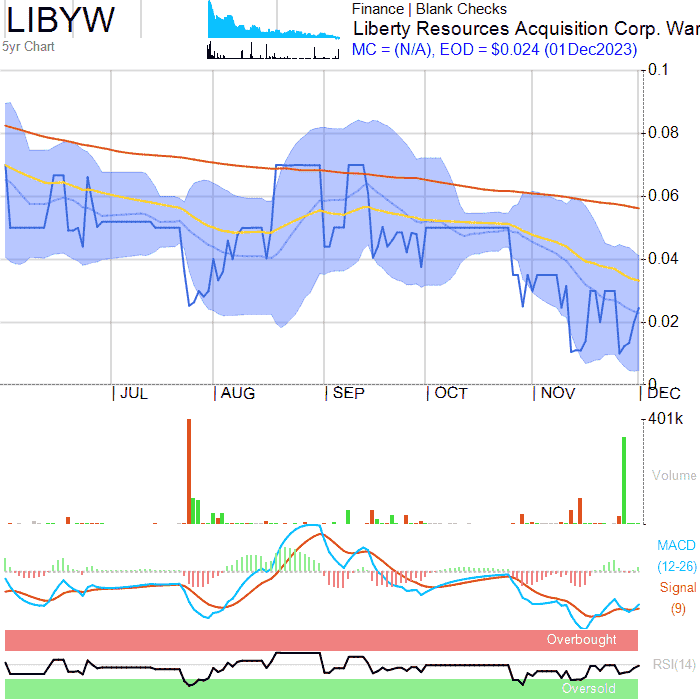 LIBYW
5yr Chart
Finance | Blank Checks
Liberty Resources Acquisition Corp. War
MC = (N/A), EOD = $0.024 (01Dec2023)
0.1
0.08
0.06
0.04
0.02
0
JUL
AUG
SEP
OCT
NOV
DEC
401k
Volume
MACD
(12-26)
Signal
(9)
Overbought
RSI(14)
Oversold